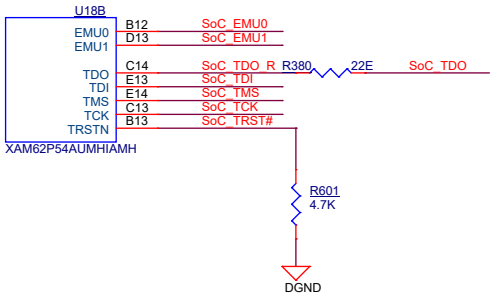 U18B
EMU0 B12 SoC_EMU0
EMU1 D13 SoC_EMU1
TDO C14 SoC_TDO_R R380 22E SoC_TDO
TDI E13 SoC_TDI
TMS E14 SoC_TMS
TCK C13 SoC_TCK
TRSTN B13 SoC_TRST#
XAM62P54AUMHIAMH
R601
4.7K
DGND